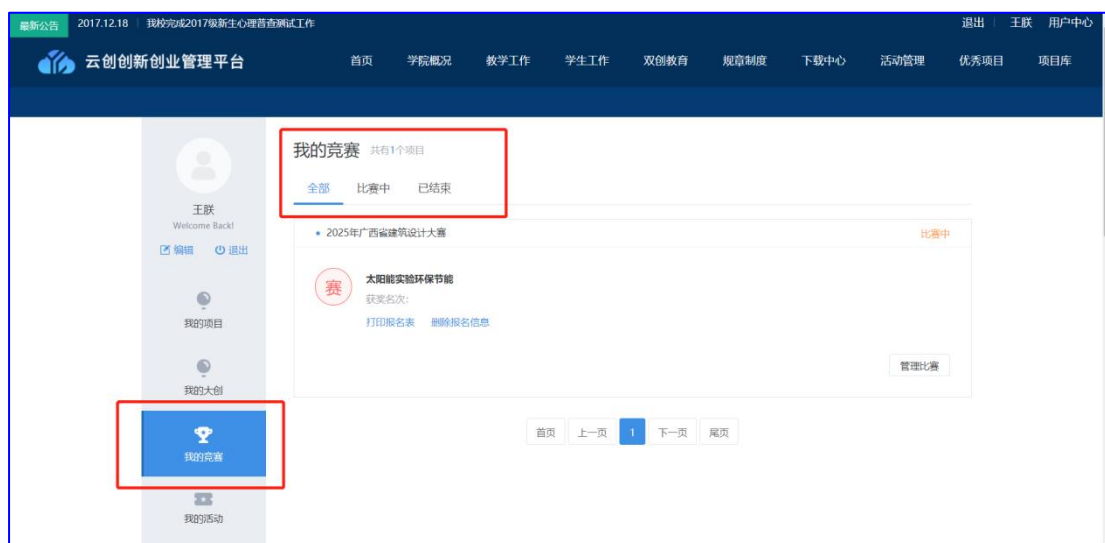 最新公告 2017.12.18 我校完成2017级新生心理普查测试工作 退出 王朕 用户中心
云创创新创业管理平台 首页 学院概况 教学工作 学生工作 双创教育 规章制度 下载中心 活动管理 优秀项目 项目库
我的竞赛 共有1个项目
全部 比赛中 已结束
王朕
Welcome Back!
编辑 退出
2025年广西省建筑设计大赛 比赛中
赛
太阳能实验环保节能
获奖名次:
打印报名表 删除报名信息
管理比赛
我的项目
我的大创
我的竞赛
我的活动
首页 上一页 1 下一页 尾页